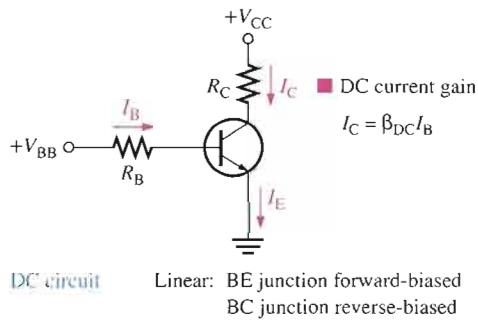 +V_CC
R_C
I_C
DC current gain
I_C = β_DC I_B
I_B
+V_BB
R_B
I_E
DC circuit
Linear: BE junction forward-biased
BC junction reverse-biased